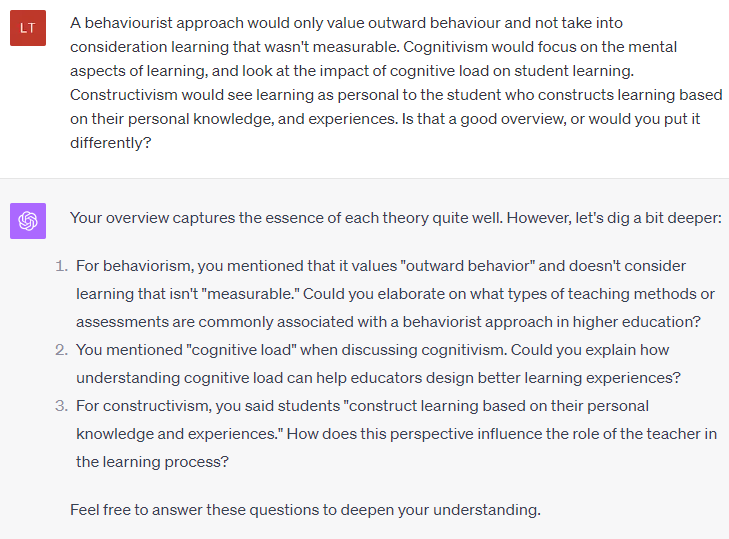 LT
A behaviourist approach would only value outward behaviour and not take into
consideration learning that wasn't measurable. Cognitivism would focus on the mental
aspects of learning, and look at the impact of cognitive load on student learning.
Constructivism would see learning as personal to the student who constructs learning based
on their personal knowledge, and experiences. Is that a good overview, or would you put it
differently?
Your overview captures the essence of each theory quite well. However, let's dig a bit deeper:
1. For behaviorism, you mentioned that it values "outward behavior" and doesn't consider
learning that isn't "measurable." Could you elaborate on what types of teaching methods or
assessments are commonly associated with a behaviorist approach in higher education?
2. You mentioned "cognitive load" when discussing cognitivism. Could you explain how
understanding cognitive load can help educators design better learning experiences?
3. For constructivism, you said students "construct learning based on their personal
knowledge and experiences." How does this perspective influence the role of the teacher in
the learning process?
Feel free to answer these questions to deepen your understanding.